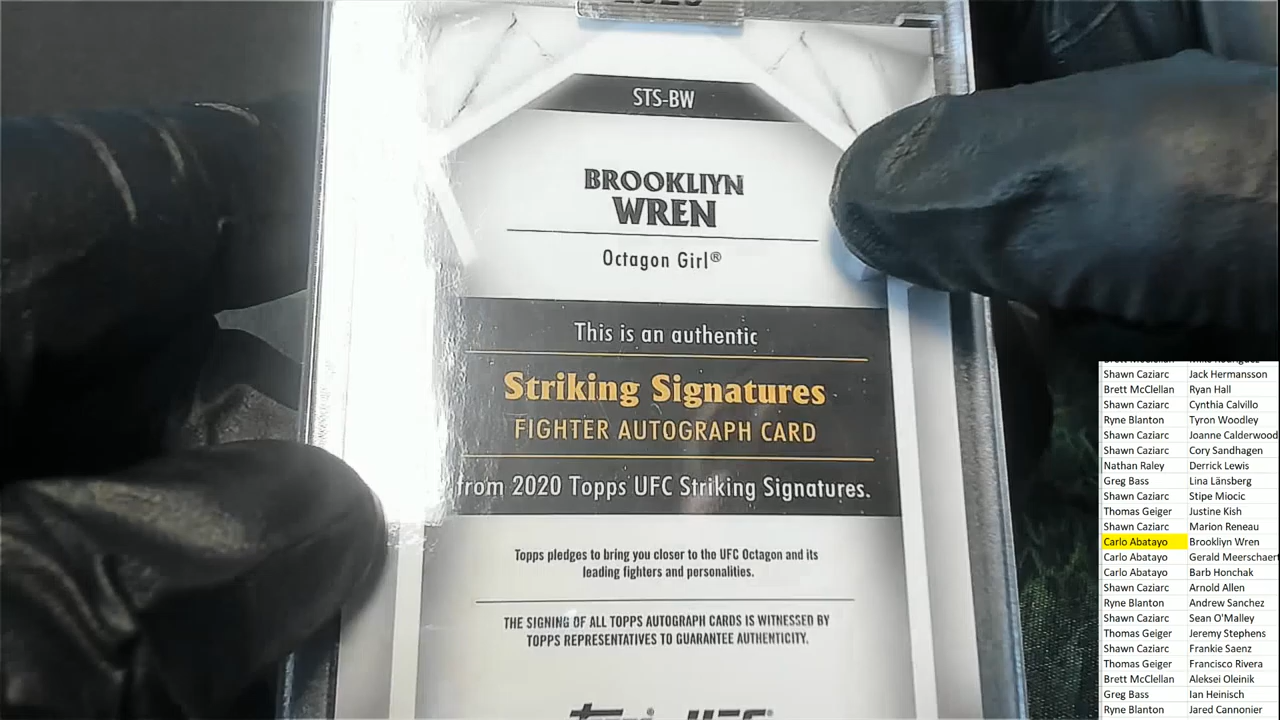 2020
STS-BW
BROOKLIYN
WREN
Octagon Girl®
This is an authentic
Striking Signatures
FIGHTER AUTOGRAPH CARD
from 2020 Topps® UFC Striking Signatures.
Topps pledges to bring you closer to the UFC Octagon and its
leading fighters and personalities.
THE SIGNING OF ALL TOPPS AUTOGRAPH CARDS IS WITNESSED BY
TOPPS REPRESENTATIVES TO GUARANTEE AUTHENTICITY.
Topps UFC®
Shawn Caziarc Jack Hermansson
Brett McClellan Ryan Hall
Shawn Caziarc Cynthia Calvillo
Ryne Blanton Tyron Woodley
Shawn Caziarc Joanne Calderwood
Shawn Caziarc Cory Sandhagen
Nathan Raley Derrick Lewis
Greg Bass Lina Länsberg
Shawn Caziarc Stipe Miocic
Thomas Geiger Justine Kish
Shawn Caziarc Marion Reneau
Carlo Abatayo Brookliyn Wren
Carlo Abatayo Gerald Meerschaer
Carlo Abatayo Barb Honchak
Shawn Caziarc Arnold Allen
Ryne Blanton Andrew Sanchez
Shawn Caziarc Sean O'Malley
Thomas Geiger Jeremy Stephens
Shawn Caziarc Frankie Saenz
Thomas Geiger Francisco Rivera
Brett McClellan Aleksei Oleinik
Greg Bass Ian Heinisch
Ryne Blanton Jared Cannonier